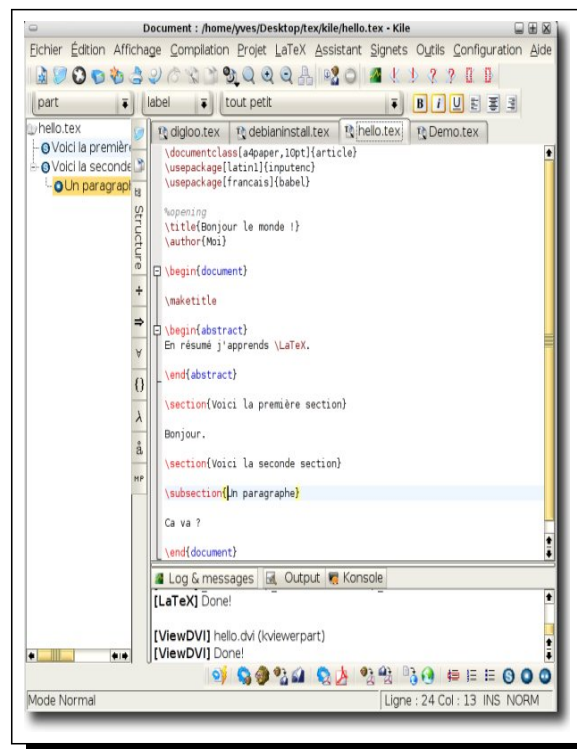 Document : /home/yves/Desktop/tex/kile/hello.tex - Kile
Fichier Édition Affichage Compilation Projet LaTeX Assistant Signets Outils Configuration Aide
part label tout petit B i U
hello.tex
Voici la première
Voici la seconde
Un paragraph
Structure
digloo.tex debianinstall.tex hello.tex Demo.tex
\documentclass[a4paper,10pt]{article}
\usepackage[latin1]{inputenc}
\usepackage[francais]{babel}
%opening
\title{Bonjour le monde !}
\author{Moi}
\begin{document}
\maketitle
\begin{abstract}
En résumé j'apprends \LaTeX.
\end{abstract}
\section{Voici la première section}
Bonjour.
\section{Voici la seconde section}
\subsection{Un paragraphe}
Ca va ?
\end{document}
Log & messages Output Konsole
[LaTeX] Done!
[ViewDVI] hello.dvi (kviewerpart)
[ViewDVI] Done!
Mode Normal Ligne : 24 Col : 13 INS NORM